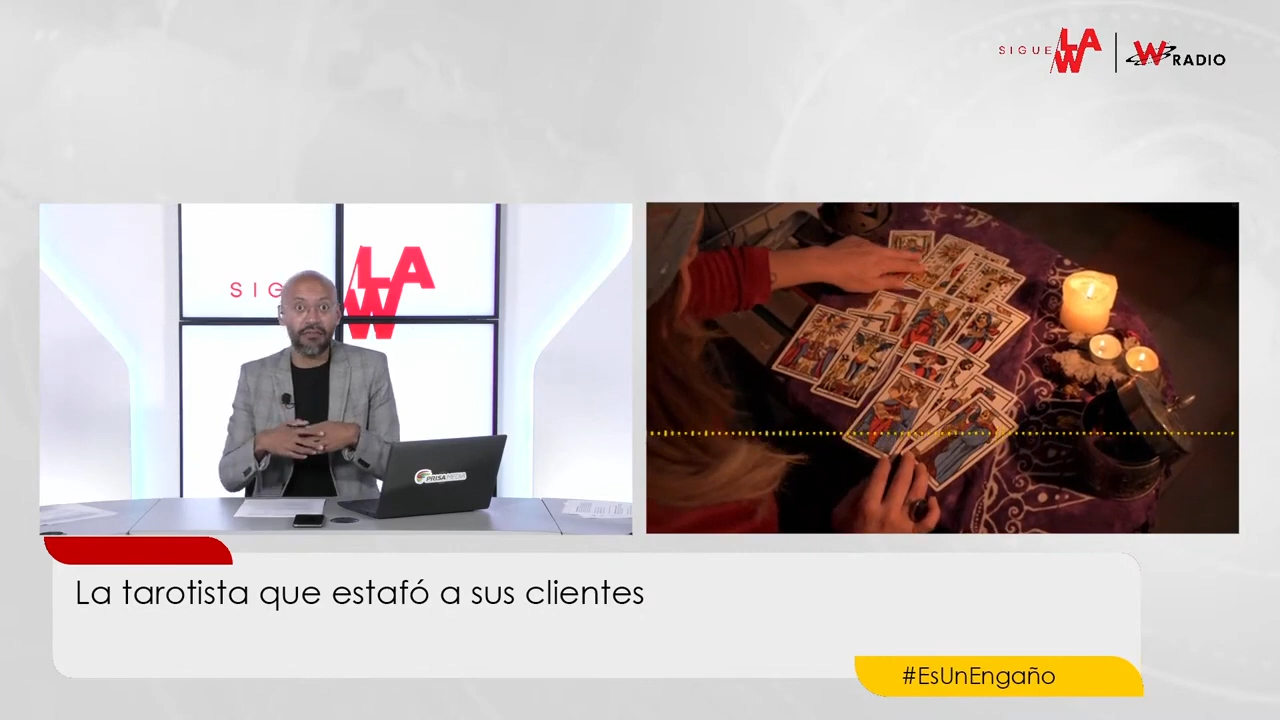 SIGUE LA W | W RADIO
SIG LA W
PRISA MEDIA
La tarotista que estafó a sus clientes
#EsUnEngaño